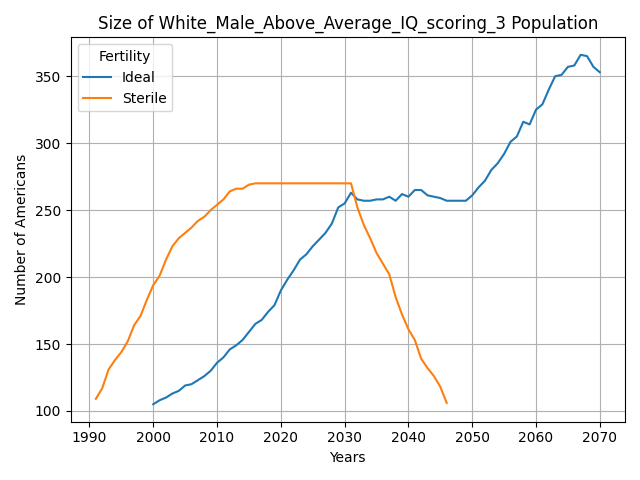 Size of White_Male_Above_Average_IQ_scoring_3 Population
Fertility
Ideal
Sterile
350
300
250
200
150
100
Number of Americans
1990 2000 2010 2020 2030 2040 2050 2060 2070
Years